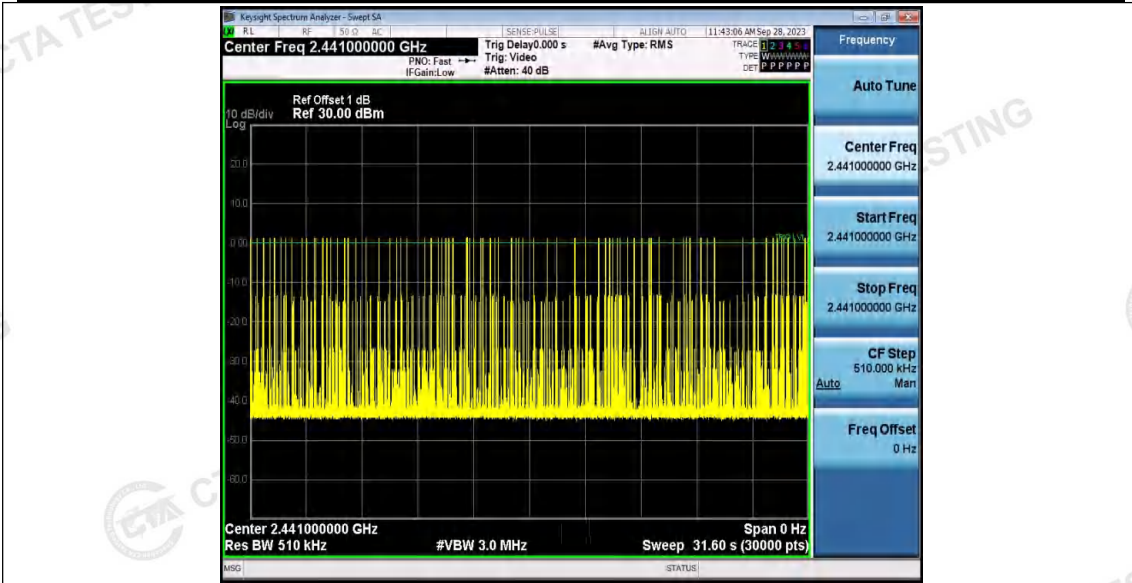 Keysight Spectrum Analyzer - Swept SA
RL RF 50 Ω AC SENSE:PULSE ALIGN AUTO 11:43:06 AM Sep 28, 2023
Center Freq 2.441000000 GHz Trig Delay0.000 s #Avg Type: RMS TRACE 1 2 3 4 5 6
PNO: Fast Trig: Video TYPE W
IFGain:Low #Atten: 40 dB DET P P P P P P
Ref Offset 1 dB
10 dB/div Ref 30.00 dBm
Log
20.0
10.0
0.00
TRIG LVL
-10.0
-20.0
-30.0
-40.0
-50.0
-60.0
Center 2.441000000 GHz Span 0 Hz
Res BW 510 kHz #VBW 3.0 MHz Sweep 31.60 s (30000 pts)
MSG STATUS
Frequency
Auto Tune
Center Freq
2.441000000 GHz
Start Freq
2.441000000 GHz
Stop Freq
2.441000000 GHz
CF Step
510.000 kHz
Auto Man
Freq Offset
0 Hz
CTA TES
STING
CTA
C